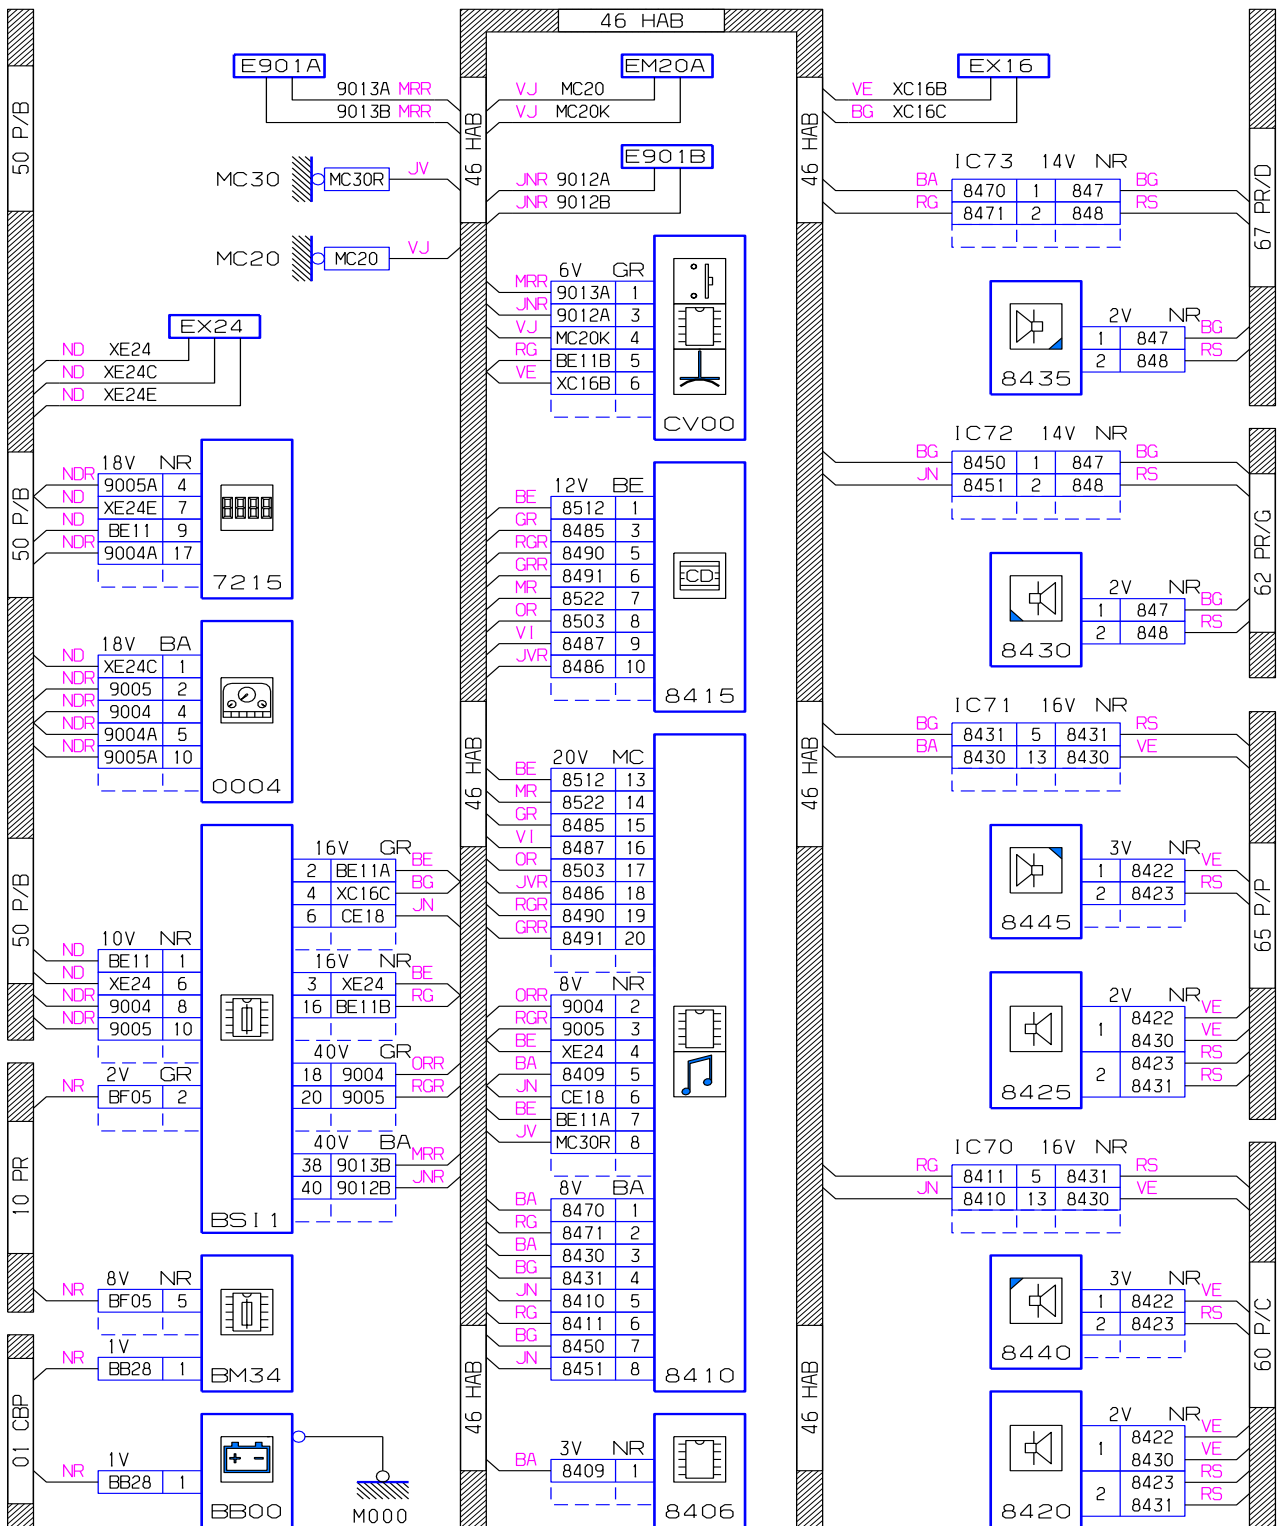 46 HAB
50 P/B
E901A
9013A MRR
9013B MRR
MC30
MC30R
JV
MC20
MC20
VJ
EX24
ND XE24
ND XE24C
ND XE24E
50 P/B
18V NR
NDR 9005A 4
ND XE24E 7
ND BE11 9
NDR 9004A 17
7215
18V BA
ND XE24C 1
NDR 9005 2
NDR 9004 4
NDR 9004A 5
NDR 9005A 10
0004
50 P/B
16V GR
2 BE11A BE
4 XC16C BG
6 CE18 JN
10V NR
ND BE11 1
ND XE24 6
NDR 9004 8
NDR 9005 10
16V NR
3 XE24 BE
16 BE11B RG
40V GR
18 9004 ORR
20 9005 RGR
2V GR
NR BF05 2
40V BA
38 9013B MRR
40 9012B JNR
BSI1
10 PR
8V NR
NR BF05 5
1V
NR BB28 1
BM34
01 CBP
1V
NR BB28 1
BB00
M000
46 HAB
EM20A
VJ MC20
VJ MC20K
E901B
JNR 9012A
JNR 9012B
6V GR
MRR 9013A 1
JNR 9012A 3
VJ MC20K 4
RG BE11B 5
VE XC16B 6
CV00
12V BE
BE 8512 1
GR 8485 3
RGR 8490 5
GRR 8491 6
MR 8522 7
OR 8503 8
VI 8487 9
JVR 8486 10
CD
8415
46 HAB
20V MC
BE 8512 13
MR 8522 14
GR 8485 15
VI 8487 16
OR 8503 17
JVR 8486 18
RGR 8490 19
GRR 8491 20
8V NR
ORR 9004 2
RGR 9005 3
BE XE24 4
BA 8409 5
JN CE18 6
BE BE11A 7
JV MC30R 8
8V BA
BA 8470 1
RG 8471 2
BA 8430 3
BG 8431 4
JN 8410 5
RG 8411 6
BG 8450 7
JN 8451 8
8410
46 HAB
3V NR
BA 8409 1
8406
46 HAB
EX16
VE XC16B
BG XC16C
IC73 14V NR
BA 8470 1 847 BG
RG 8471 2 848 RS
67 PR/D
2V NR
1 847 BG
2 848 RS
8435
IC72 14V NR
BG 8450 1 847 BG
JN 8451 2 848 RS
62 PR/G
2V NR
1 847 BG
2 848 RS
8430
46 HAB
IC71 16V NR
BG 8431 5 8431 RS
BA 8430 13 8430 VE
3V NR
1 8422 VE
2 8423 RS
8445
65 P/P
2V NR
1 8422 VE
8430 VE
2 8423 RS
8431 RS
8425
IC70 16V NR
RG 8411 5 8431 RS
JN 8410 13 8430 VE
46 HAB
3V NR
1 8422 VE
2 8423 RS
8440
60 P/C
2V NR
1 8422 VE
8430 VE
2 8423 RS
8431 RS
8420